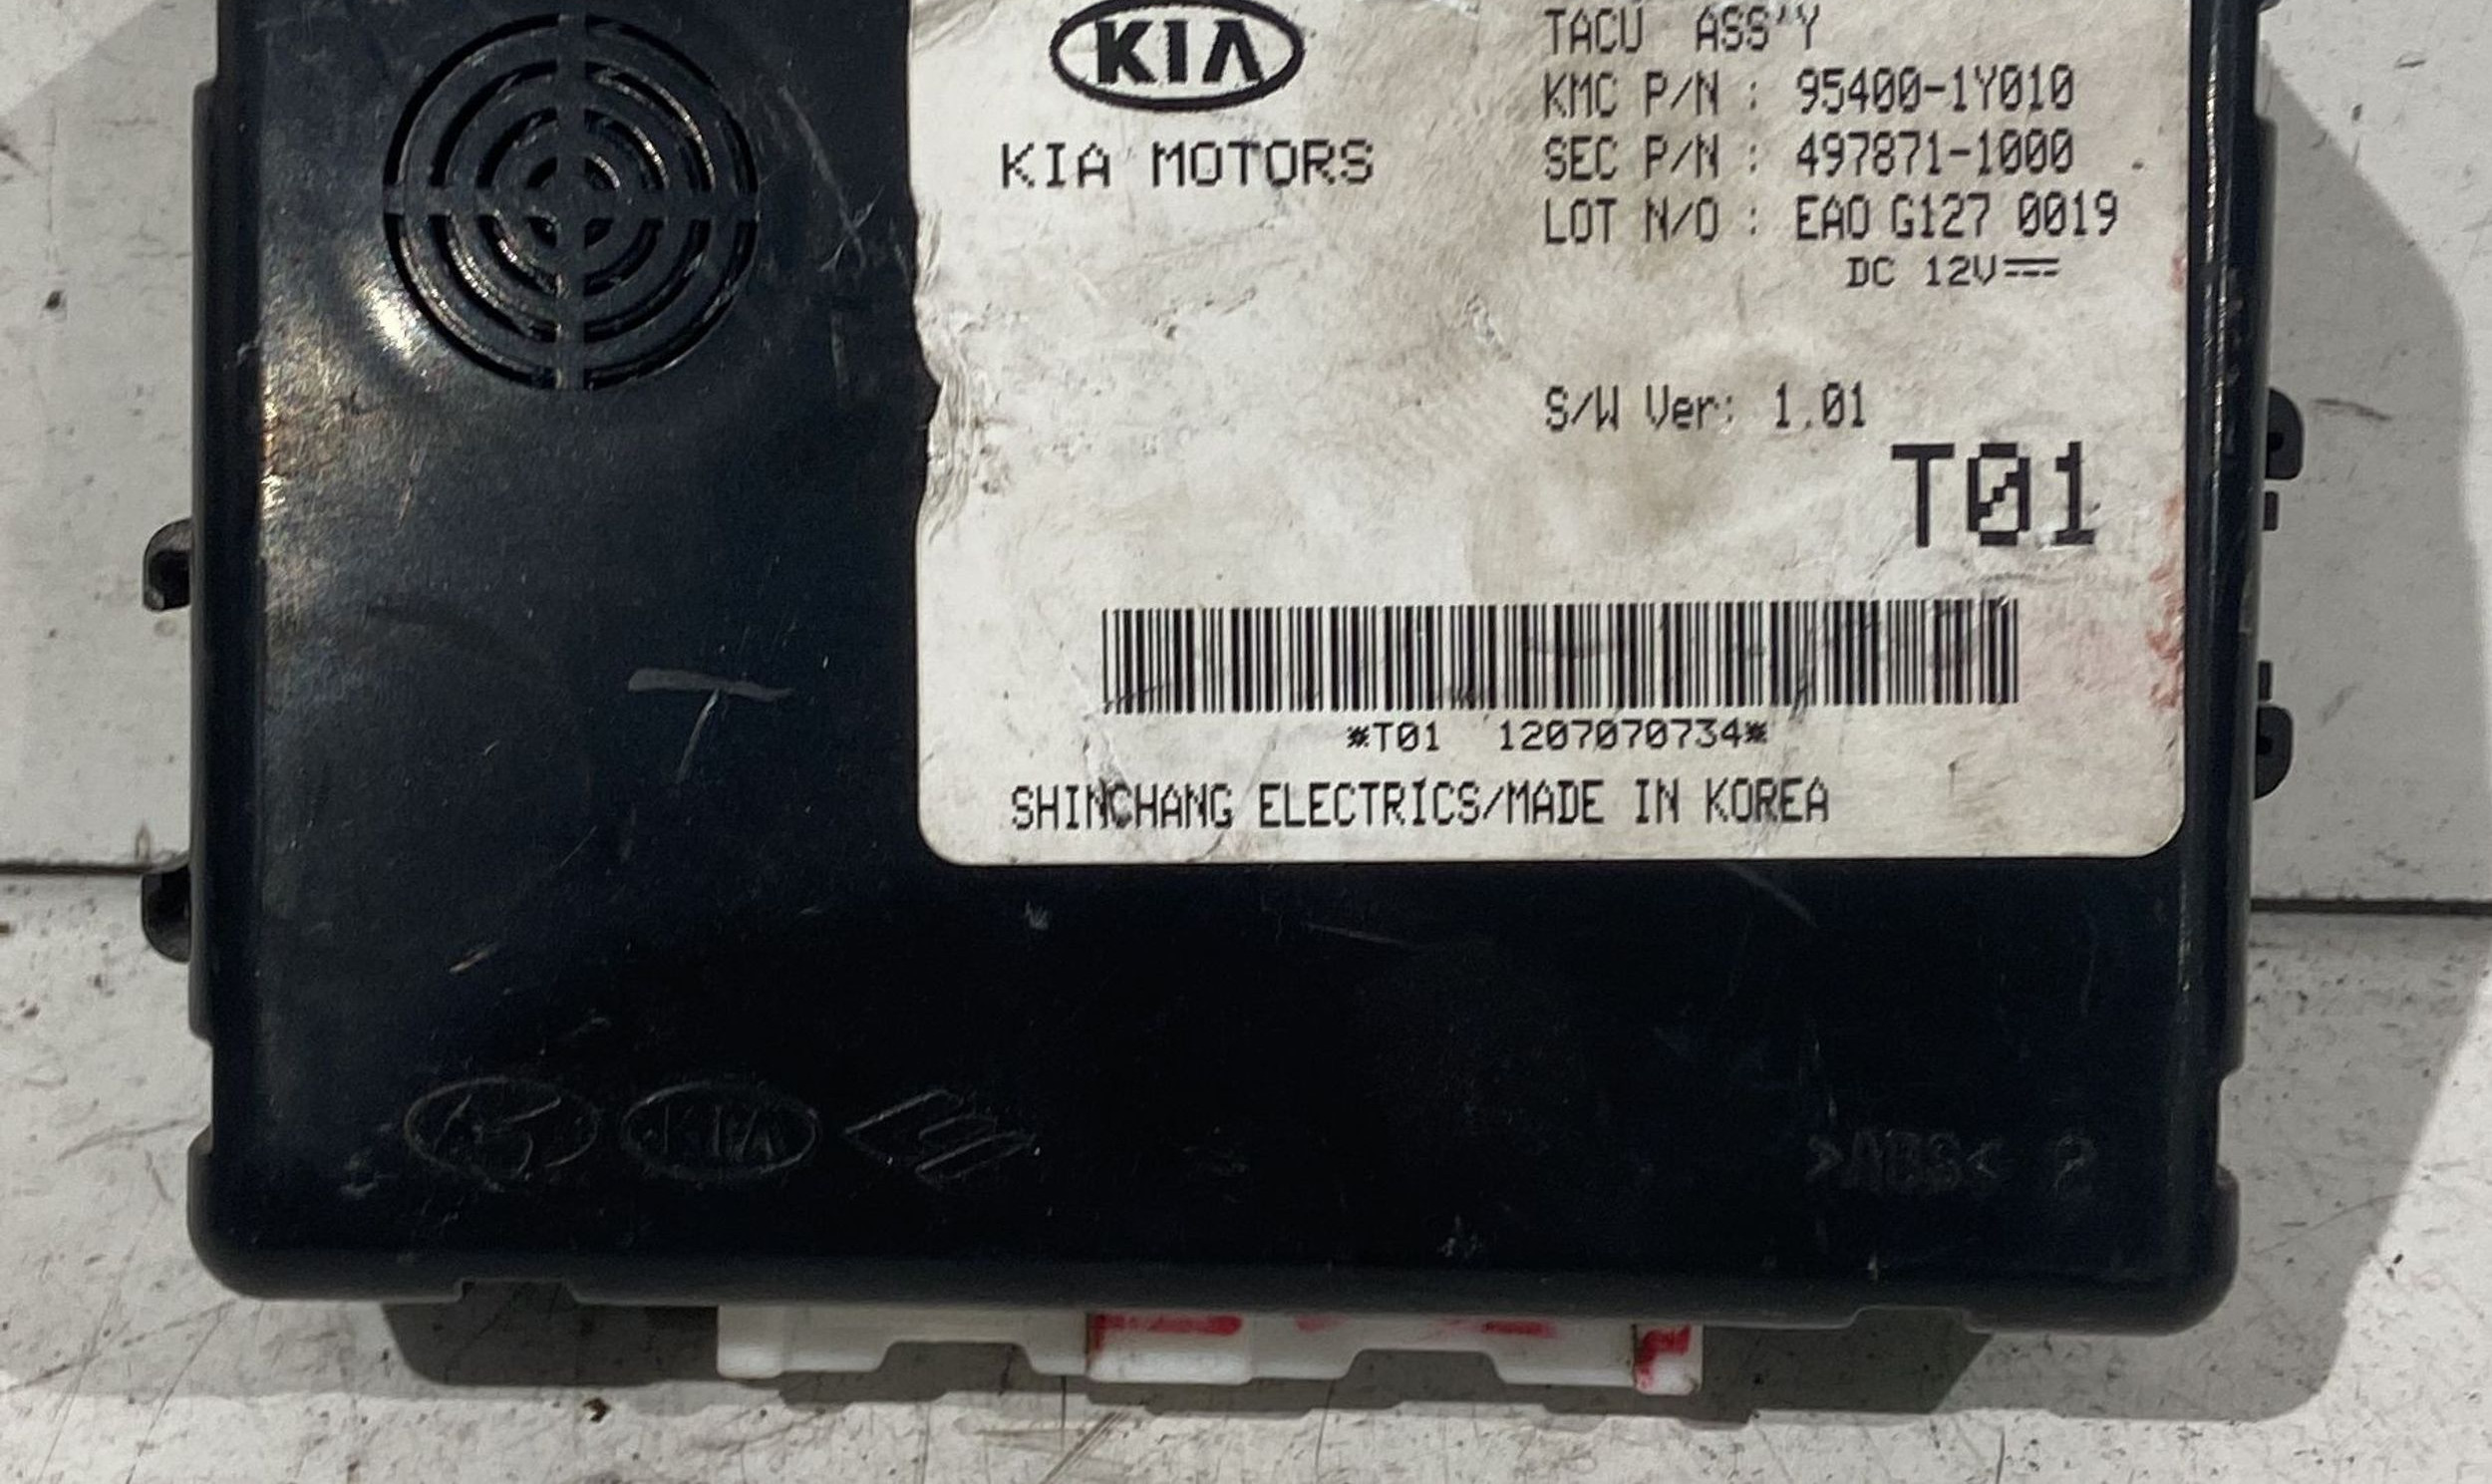 KIA
KIA MOTORS
TACU ASS'Y
KMC P/N : 95400-1Y010
SEC P/N : 497871-1000
LOT N/O : EAO G127 0019
DC 12V
S/W Ver: 1.01
T01
*T01 1207070734*
SHINCHANG ELECTRICS/MADE IN KOREA
KIA
>ABS< 2